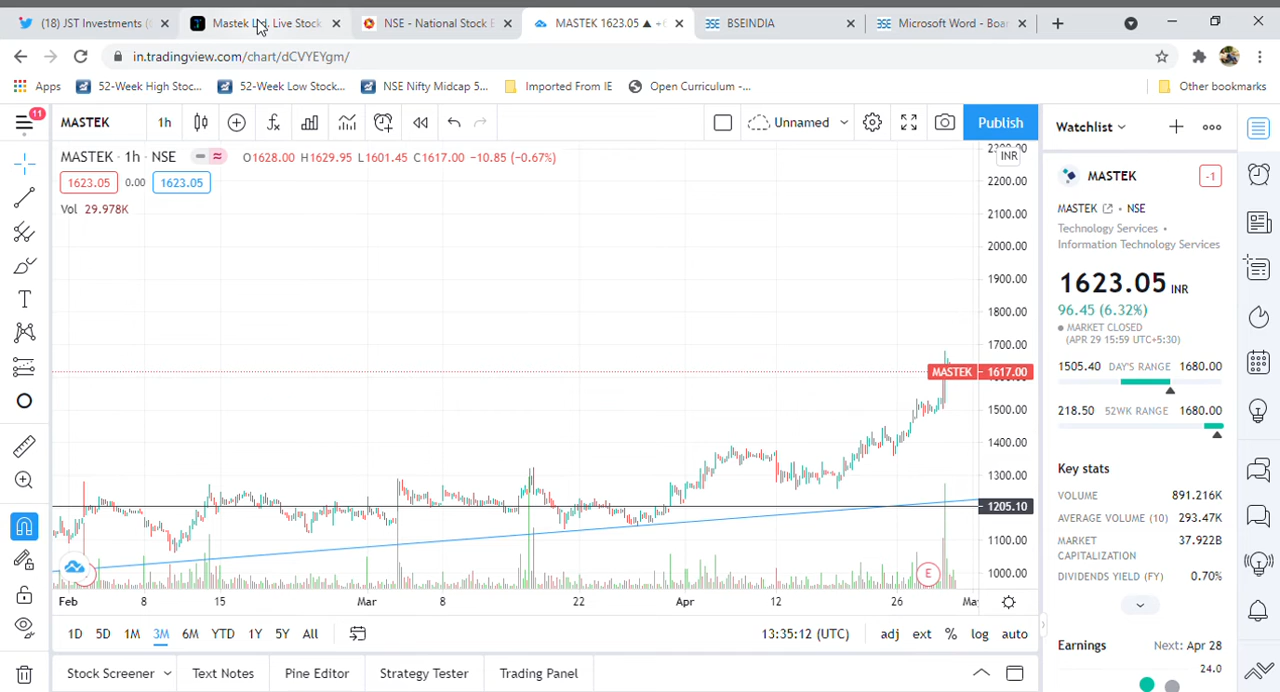 (18) JST Investments (
Mastek Ltd. Live Stock
NSE - National Stock E
MASTEK 1623.05 ▲ +6
BSEINDIA
Microsoft Word - Boar
in.tradingview.com/chart/dCVYEYgm/
Apps
52-Week High Stoc...
52-Week Low Stock...
NSE Nifty Midcap 5...
Imported From IE
Open Curriculum -...
Other bookmarks
11
MASTEK
1h
Unnamed
Publish
Watchlist
MASTEK · 1h · NSE
O1628.00 H1629.95 L1601.45 C1617.00 −10.85 (−0.67%)
1623.05 0.00 1623.05
Vol 29.978K
2300.00
INR
2200.00
2100.00
2000.00
1900.00
1800.00
1700.00
MASTEK 1617.00
1500.00
1400.00
1300.00
1205.10
1100.00
1000.00
E
Feb 8 15 Mar 8 22 Apr 12 26 Ma
1D 5D 1M 3M 6M YTD 1Y 5Y All
13:35:12 (UTC)
adj ext % log auto
Stock Screener
Text Notes
Pine Editor
Strategy Tester
Trading Panel
MASTEK
-1
MASTEK • NSE
Technology Services •
Information Technology Services
1623.05 INR
96.45 (6.32%)
MARKET CLOSED
(APR 29 15:59 UTC+5:30)
1505.40 DAY'S RANGE 1680.00
218.50 52WK RANGE 1680.00
Key stats
VOLUME 891.216K
AVERAGE VOLUME (10) 293.47K
MARKET
CAPITALIZATION 37.922B
DIVIDENDS YIELD (FY) 0.70%
Earnings Next: Apr 28
24.0